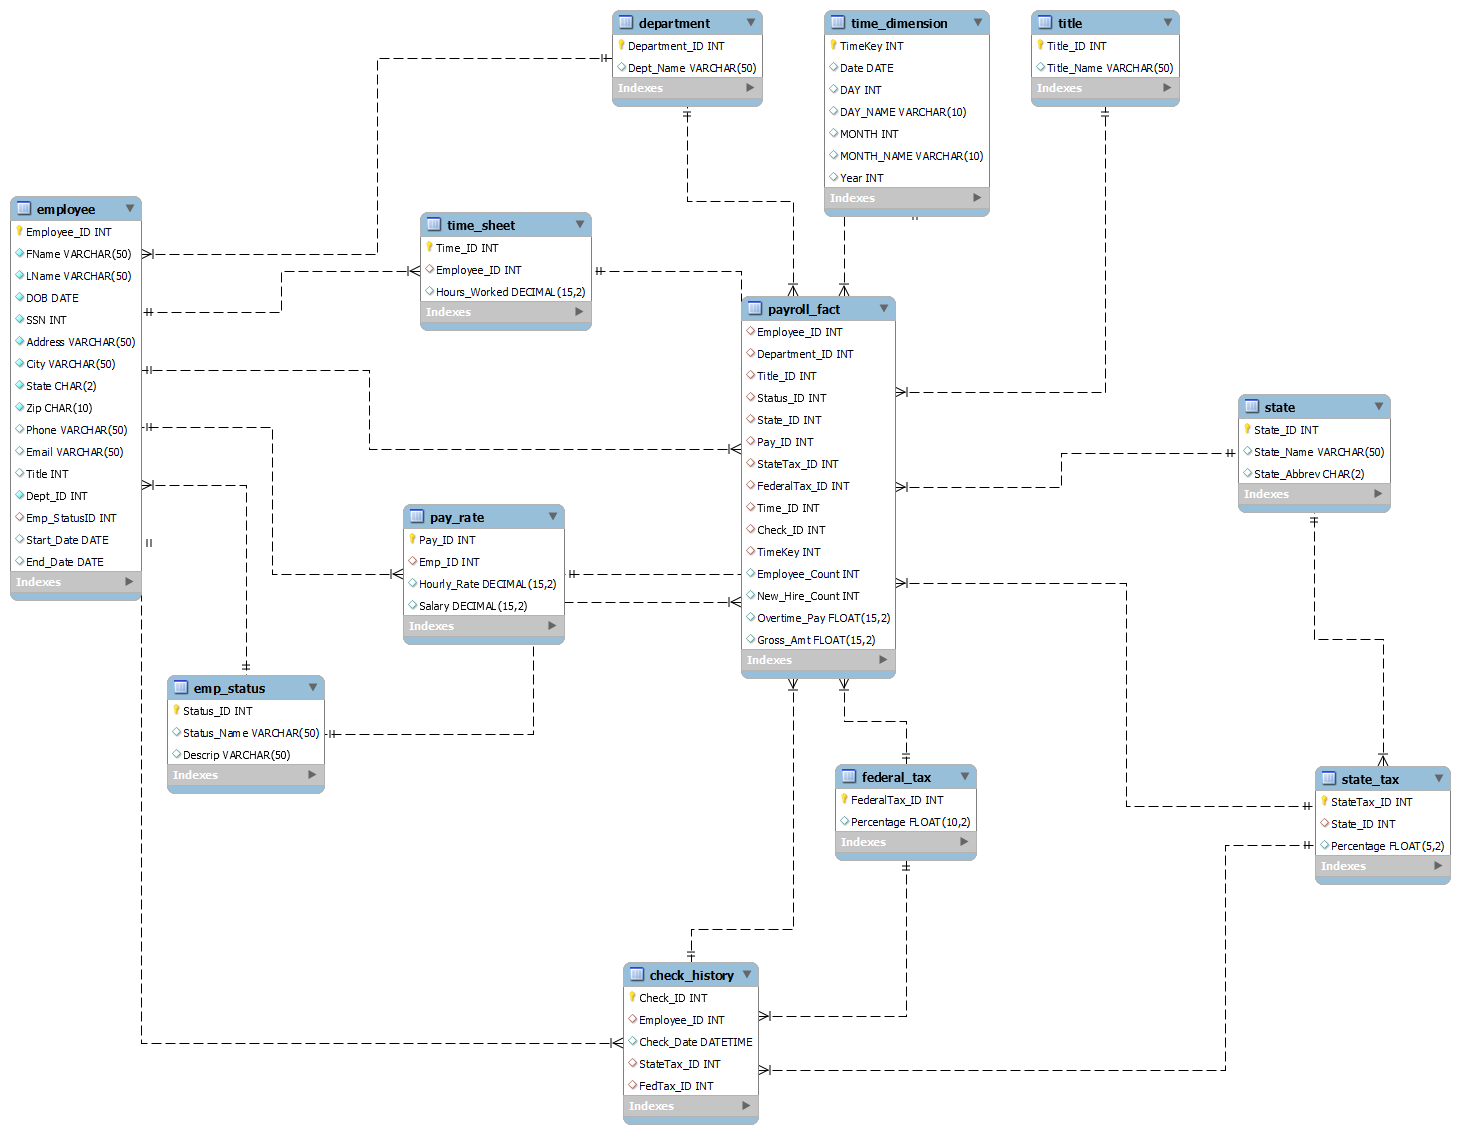 department
Department_ID INT
Dept_Name VARCHAR(50)
Indexes
time_dimension
TimeKey INT
Date DATE
DAY INT
DAY_NAME VARCHAR(10)
MONTH INT
MONTH_NAME VARCHAR(10)
Year INT
Indexes
title
Title_ID INT
Title_Name VARCHAR(50)
Indexes
employee
Employee_ID INT
FName VARCHAR(50)
LName VARCHAR(50)
DOB DATE
SSN INT
Address VARCHAR(50)
City VARCHAR(50)
State CHAR(2)
Zip CHAR(10)
Phone VARCHAR(50)
Email VARCHAR(50)
Title INT
Dept_ID INT
Emp_StatusID INT
Start_Date DATE
End_Date DATE
Indexes
time_sheet
Time_ID INT
Employee_ID INT
Hours_Worked DECIMAL(15,2)
Indexes
payroll_fact
Employee_ID INT
Department_ID INT
Title_ID INT
Status_ID INT
State_ID INT
Pay_ID INT
StateTax_ID INT
FederalTax_ID INT
Time_ID INT
Check_ID INT
TimeKey INT
Employee_Count INT
New_Hire_Count INT
Overtime_Pay FLOAT(15,2)
Gross_Amt FLOAT(15,2)
Indexes
state
State_ID INT
State_Name VARCHAR(50)
State_Abbrev CHAR(2)
Indexes
pay_rate
Pay_ID INT
Emp_ID INT
Hourly_Rate DECIMAL(15,2)
Salary DECIMAL(15,2)
Indexes
emp_status
Status_ID INT
Status_Name VARCHAR(50)
Descrip VARCHAR(50)
Indexes
federal_tax
FederalTax_ID INT
Percentage FLOAT(10,2)
Indexes
state_tax
StateTax_ID INT
State_ID INT
Percentage FLOAT(5,2)
Indexes
check_history
Check_ID INT
Employee_ID INT
Check_Date DATETIME
StateTax_ID INT
FedTax_ID INT
Indexes